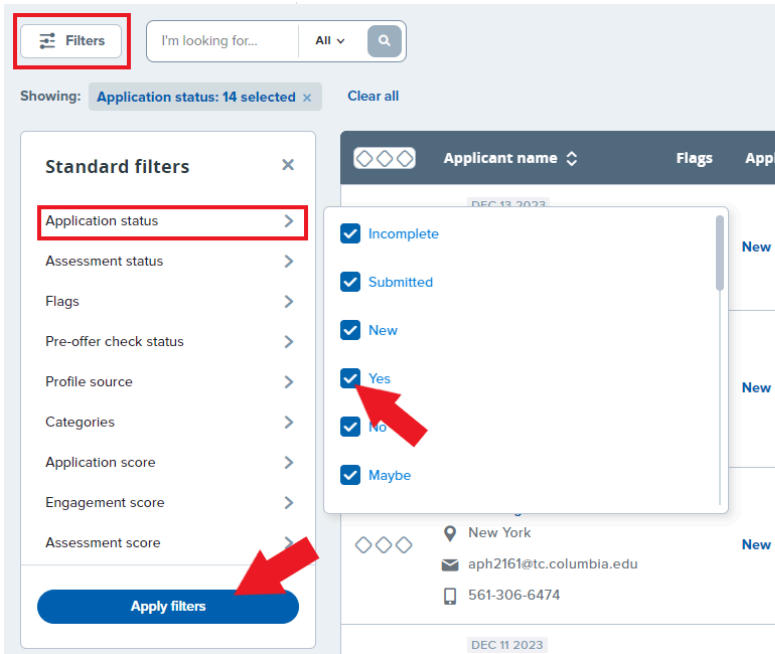 Filters
I'm looking for...
All
Showing:
Application status: 14 selected ×
Clear all
Standard filters
Application status
Assessment status
Flags
Pre-offer check status
Profile source
Categories
Application score
Engagement score
Assessment score
Apply filters
Applicant name
Flags
Appl
DEC 13 2023
Incomplete
Submitted
New
Yes
No
Maybe
New
New
New York
aph2161@tc.columbia.edu
561-306-6474
New
DEC 11 2023